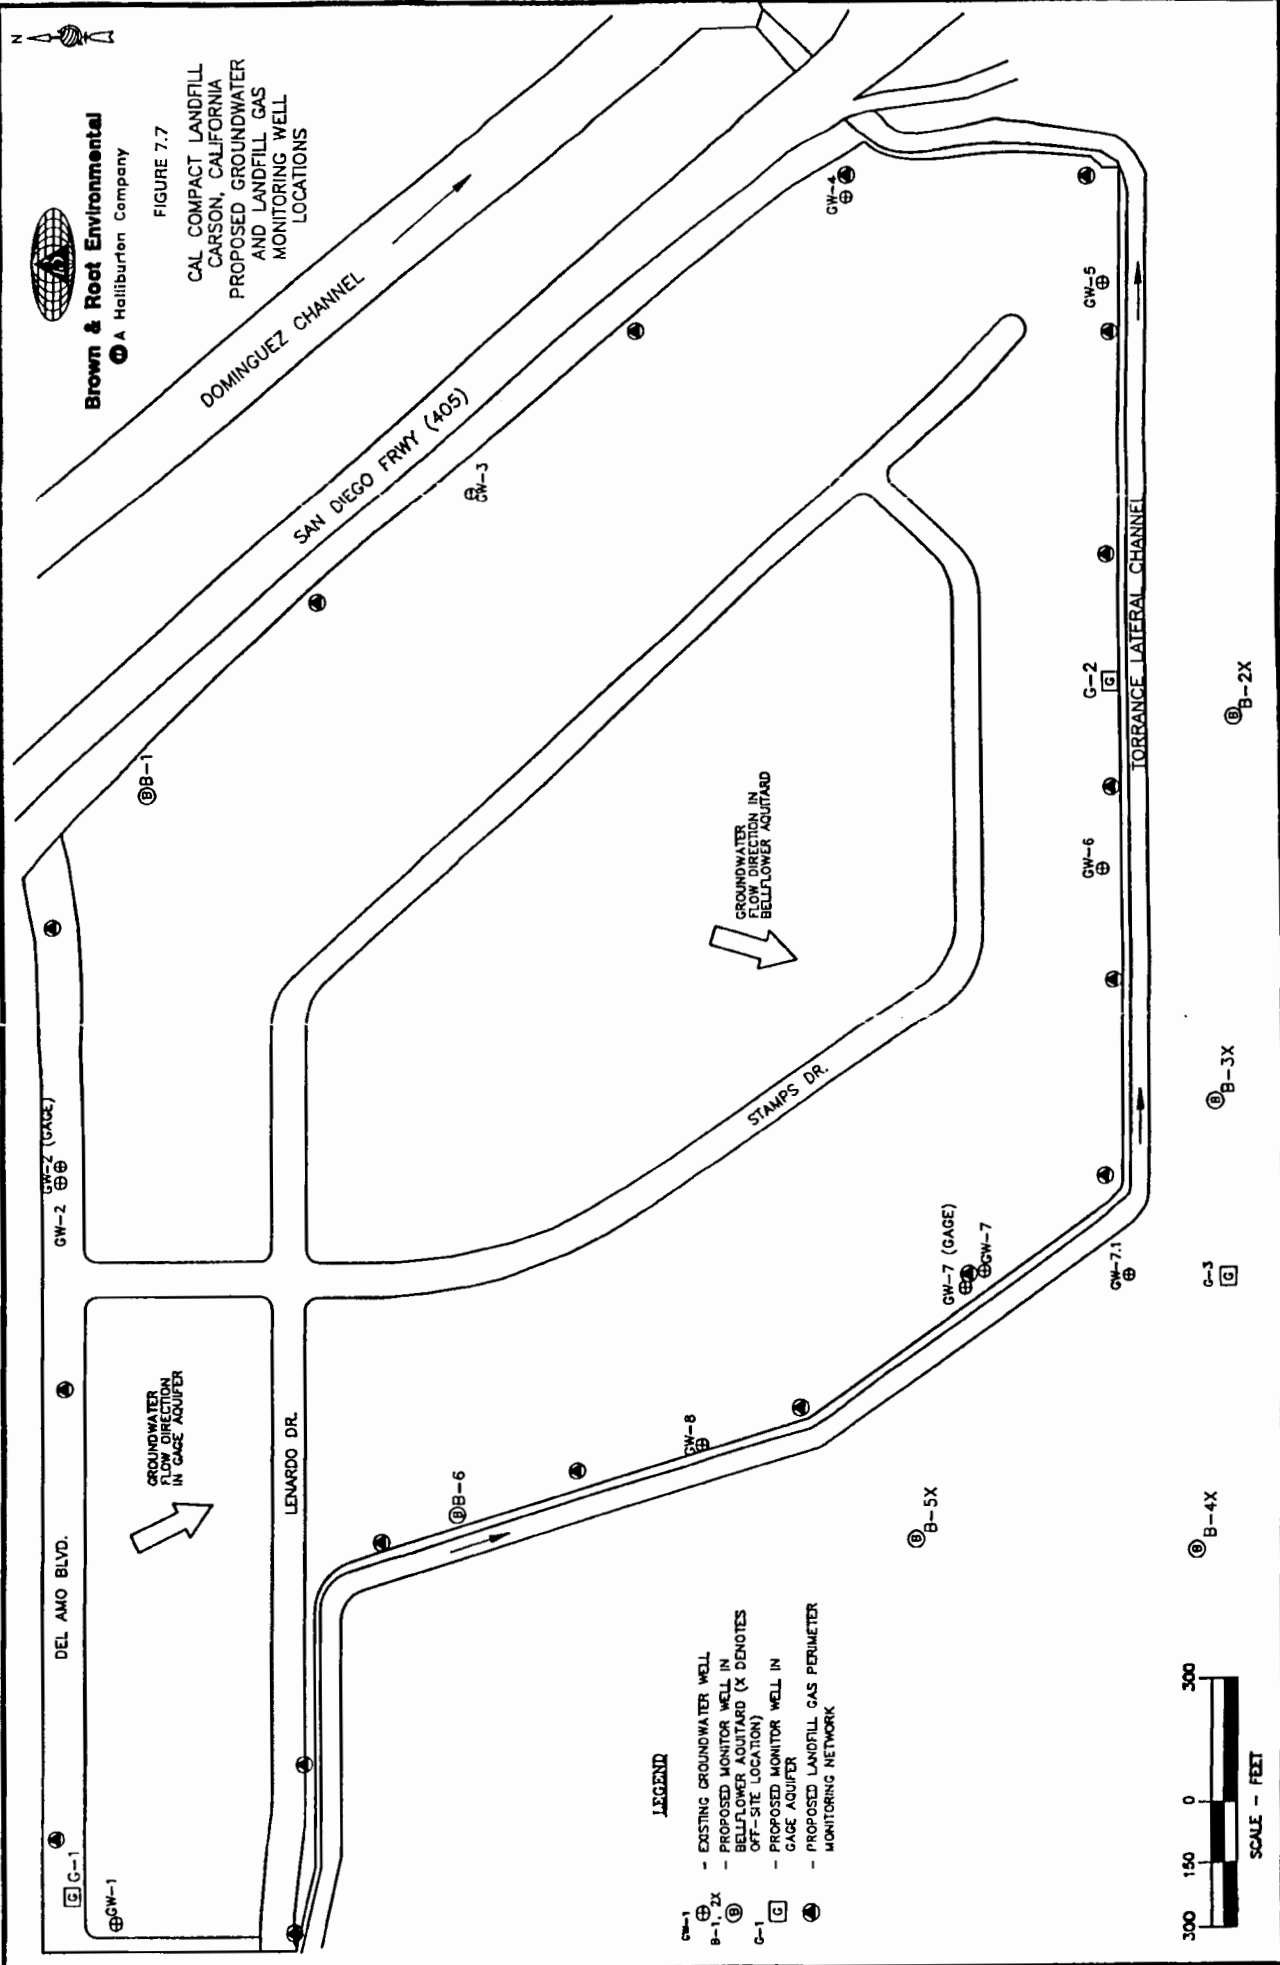 N
Brown & Root Environmental
A Halliburton Company
FIGURE 7.7
CAL COMPACT LANDFILL
CARSON, CALIFORNIA
PROPOSED GROUNDWATER
AND LANDFILL GAS
MONITORING WELL
LOCATIONS
DOMINGUEZ CHANNEL
SAN DIEGO FRWY (405)
DEL AMO BLVD.
G
G-1
GW-1
GW-2
GW-2 (GAGE)
B
B-1
GW-3
GW-4
GW-5
GROUNDWATER
FLOW DIRECTION
IN GAGE AQUIFER
LENARDO DR.
STAMPS DR.
GROUNDWATER
FLOW DIRECTION IN
BELLFLOWER AQUITARD
B
B-6
GW-8
GW-7 (GAGE)
GW-7
GW-7.1
GW-6
G-2
G
TORRANCE LATERAL CHANNEL
B
B-5X
B
B-4X
G-3
G
B
B-3X
B
B-2X
LEGEND
GW-1
- EXISTING GROUNDWATER WELL
B-1, 2X
B
- PROPOSED MONITOR WELL IN
BELLFLOWER AQUITARD (X DENOTES
OFF-SITE LOCATION)
G-1
G
- PROPOSED MONITOR WELL IN
GAGE AQUIFER
- PROPOSED LANDFILL GAS PERIMETER
MONITORING NETWORK
300 150 0 300
SCALE - FEET